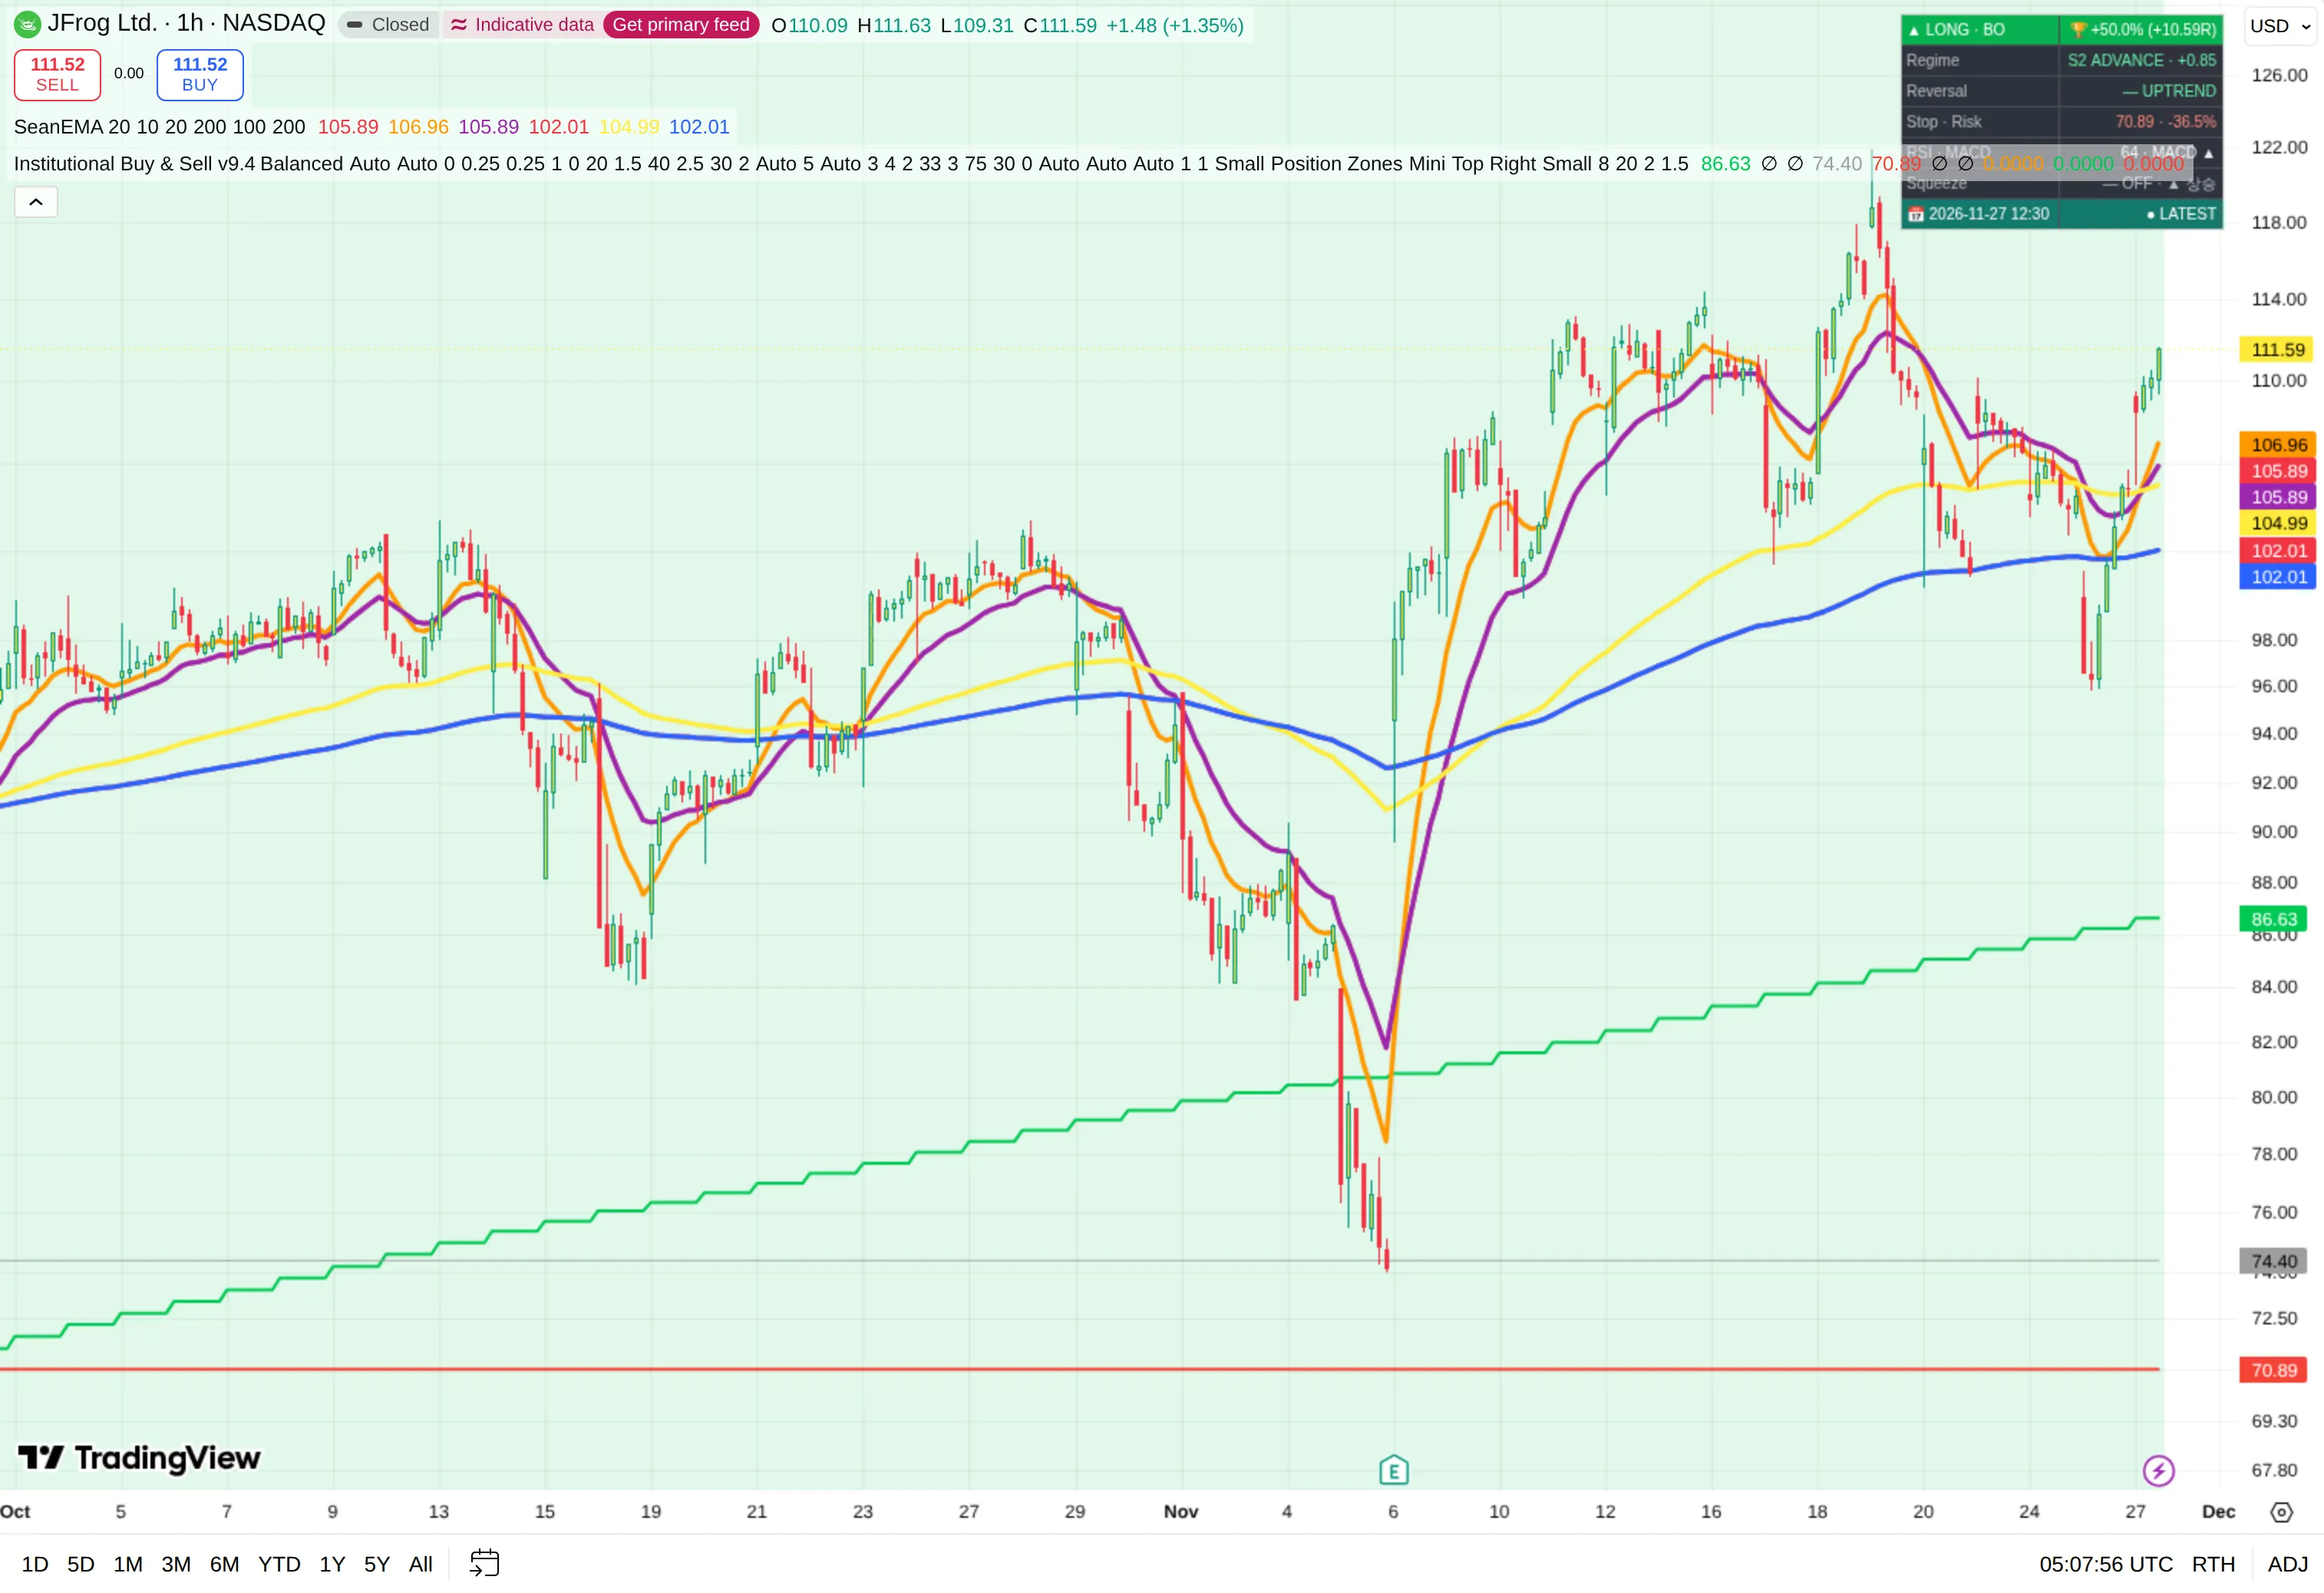 JFrog Ltd. · 1h · NASDAQ Closed Indicative data Get primary feed O110.09 H111.63 L109.31 C111.59 +1.48 (+1.35%)
111.52 SELL 0.00 111.52 BUY
SeanEMA 20 10 20 200 100 200 105.89 106.96 105.89 102.01 104.99 102.01
Institutional Buy & Sell v9.4 Balanced Auto Auto 0 0.25 0.25 1 0 20 1.5 40 2.5 30 2 Auto 5 Auto 3 4 2 33 3 75 30 0 Auto Auto Auto 1 1 Small Position Zones Mini Top Right Small 8 20 2 1.5 86.63 ∅ ∅ 74.40 70.89 ∅ ∅ 0.0000 0.0000 0.0000
▲ LONG · BO 🏆 +50.0% (+10.59R)
Regime S2 ADVANCE · +0.85
Reversal — UPTREND
Stop · Risk 70.89 · -36.5%
RSI · MACD 64 · MACD ▲
Squeeze — OFF · ▲ 상승
📅 2026-11-27 12:30 ● LATEST
USD
126.00
122.00
118.00
114.00
111.59
110.00
106.96
105.89
105.89
104.99
102.01
102.01
98.00
96.00
94.00
92.00
90.00
88.00
86.63
86.00
84.00
82.00
80.00
78.00
76.00
74.40
74.00
72.50
70.89
69.30
67.80
TradingView
E
Oct 5 7 9 13 15 19 21 23 27 29 Nov 4 6 10 12 16 18 20 24 27 Dec
1D 5D 1M 3M 6M YTD 1Y 5Y All 05:07:56 UTC RTH ADJ